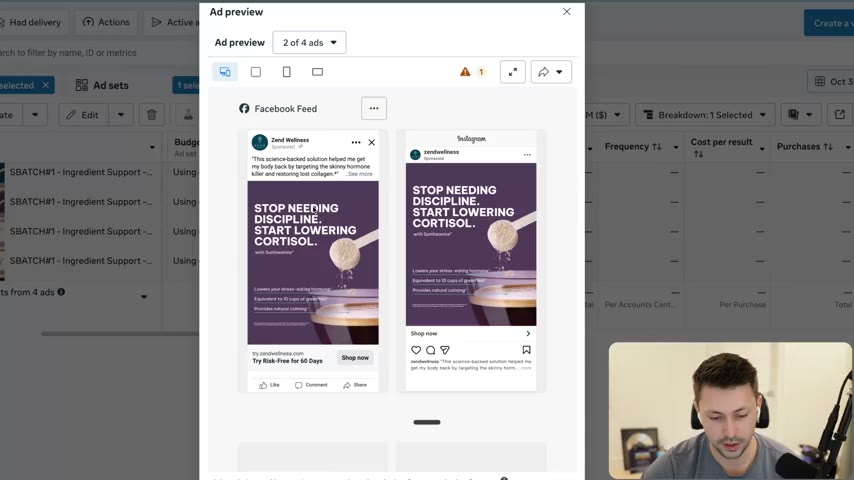 Ad preview
Had delivery
Actions
Active a
Create a v
rch to filter by name, ID or metrics
Ad preview
2 of 4 ads
selected
Ad sets
1 sele
Oct 3
1
ate
Edit
M ($)
Breakdown: 1 Selected
Facebook Feed
Budge
Ad set
Frequency
Cost per result
Purchases
Zend Wellness
Sponsored
"This science-backed solution helped me get
my body back by targeting the skinny hormone
killer and restoring lost collagen.*"
...See more
STOP NEEDING
DISCIPLINE.
START LOWERING
CORTISOL.
with Suntheanine®
Lowers your stress-eating hormone
Equivalent to 10 cups of green tea
Provides natural calming
try.zendwellness.com
Try Risk-Free for 60 Days
Shop now
Like
Comment
Share
Instagram
zendwellness
Sponsored
STOP NEEDING
DISCIPLINE.
START LOWERING
CORTISOL.
with Suntheanine®
Lowers your stress-eating hormone
Equivalent to 10 cups of green tea
Provides natural calming
Shop now
zendwellness "This science-backed solution helped me
get my body back by targeting the skinny horm... more
SBATCH#1 - Ingredient Support -...
Using
SBATCH#1 - Ingredient Support -...
Using
SBATCH#1 - Ingredient Support -...
Using
SBATCH#1 - Ingredient Support -...
Using
ts from 4 ads
tal
Per Accounts Cent...
Per Purchase
Total